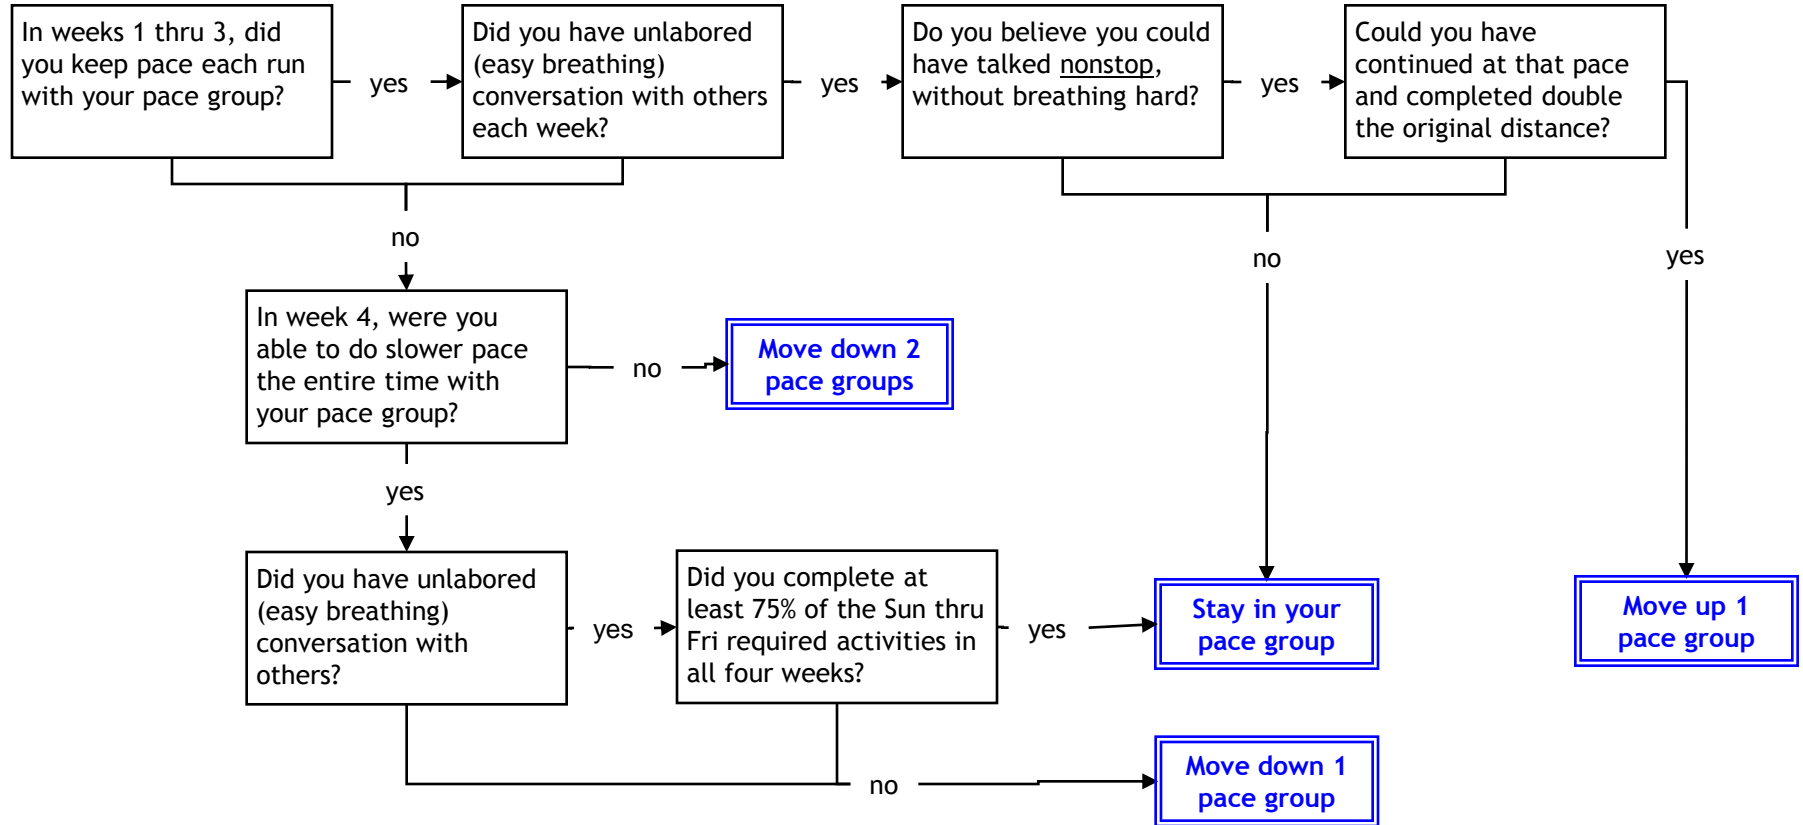 In weeks 1 thru 3, did
you keep pace each run
with your pace group?
yes
Did you have unlabored
(easy breathing)
conversation with others
each week?
yes
Do you believe you could
have talked nonstop,
without breathing hard?
yes
Could you have
continued at that pace
and completed double
the original distance?
no
no
yes
In week 4, were you
able to do slower pace
the entire time with
your pace group?
no
Move down 2
pace groups
yes
Did you have unlabored
(easy breathing)
conversation with
others?
yes
Did you complete at
least 75% of the Sun thru
Fri required activities in
all four weeks?
yes
Stay in your
pace group
Move up 1
pace group
no
Move down 1
pace group